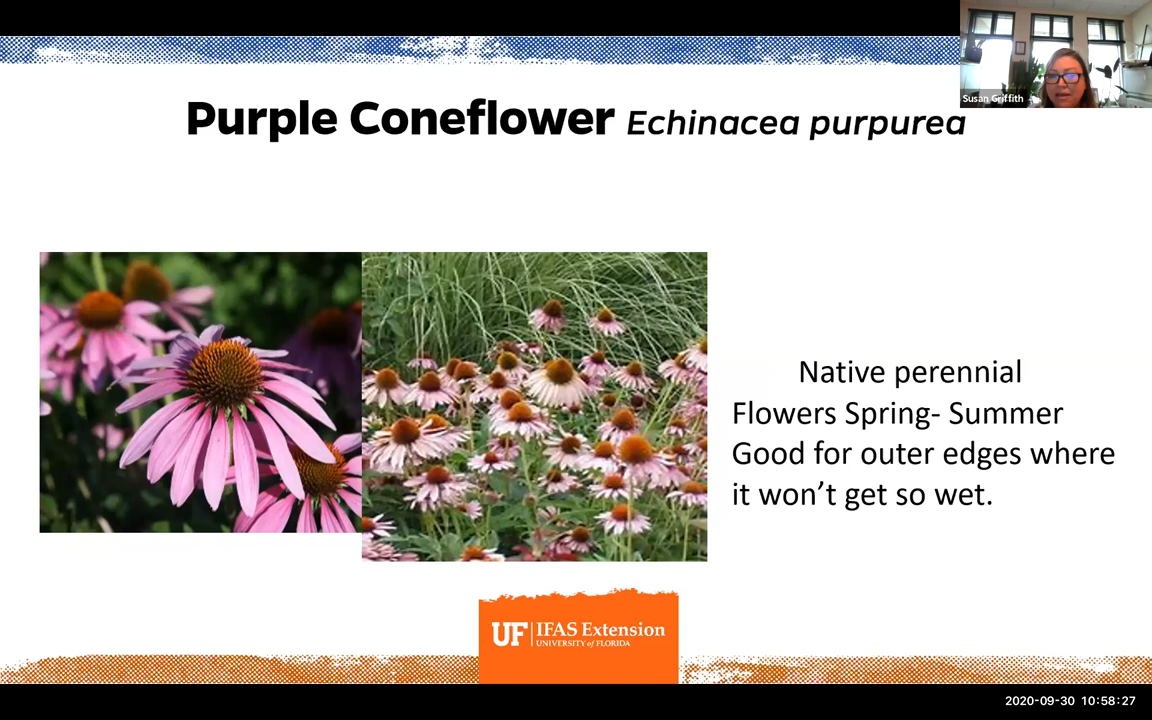 Susan Griffith
Purple Coneflower Echinacea purpurea
Native perennial
Flowers Spring- Summer
Good for outer edges where
it won’t get so wet.
UF IFAS Extension
UNIVERSITY of FLORIDA
2020-09-30 10:58:27